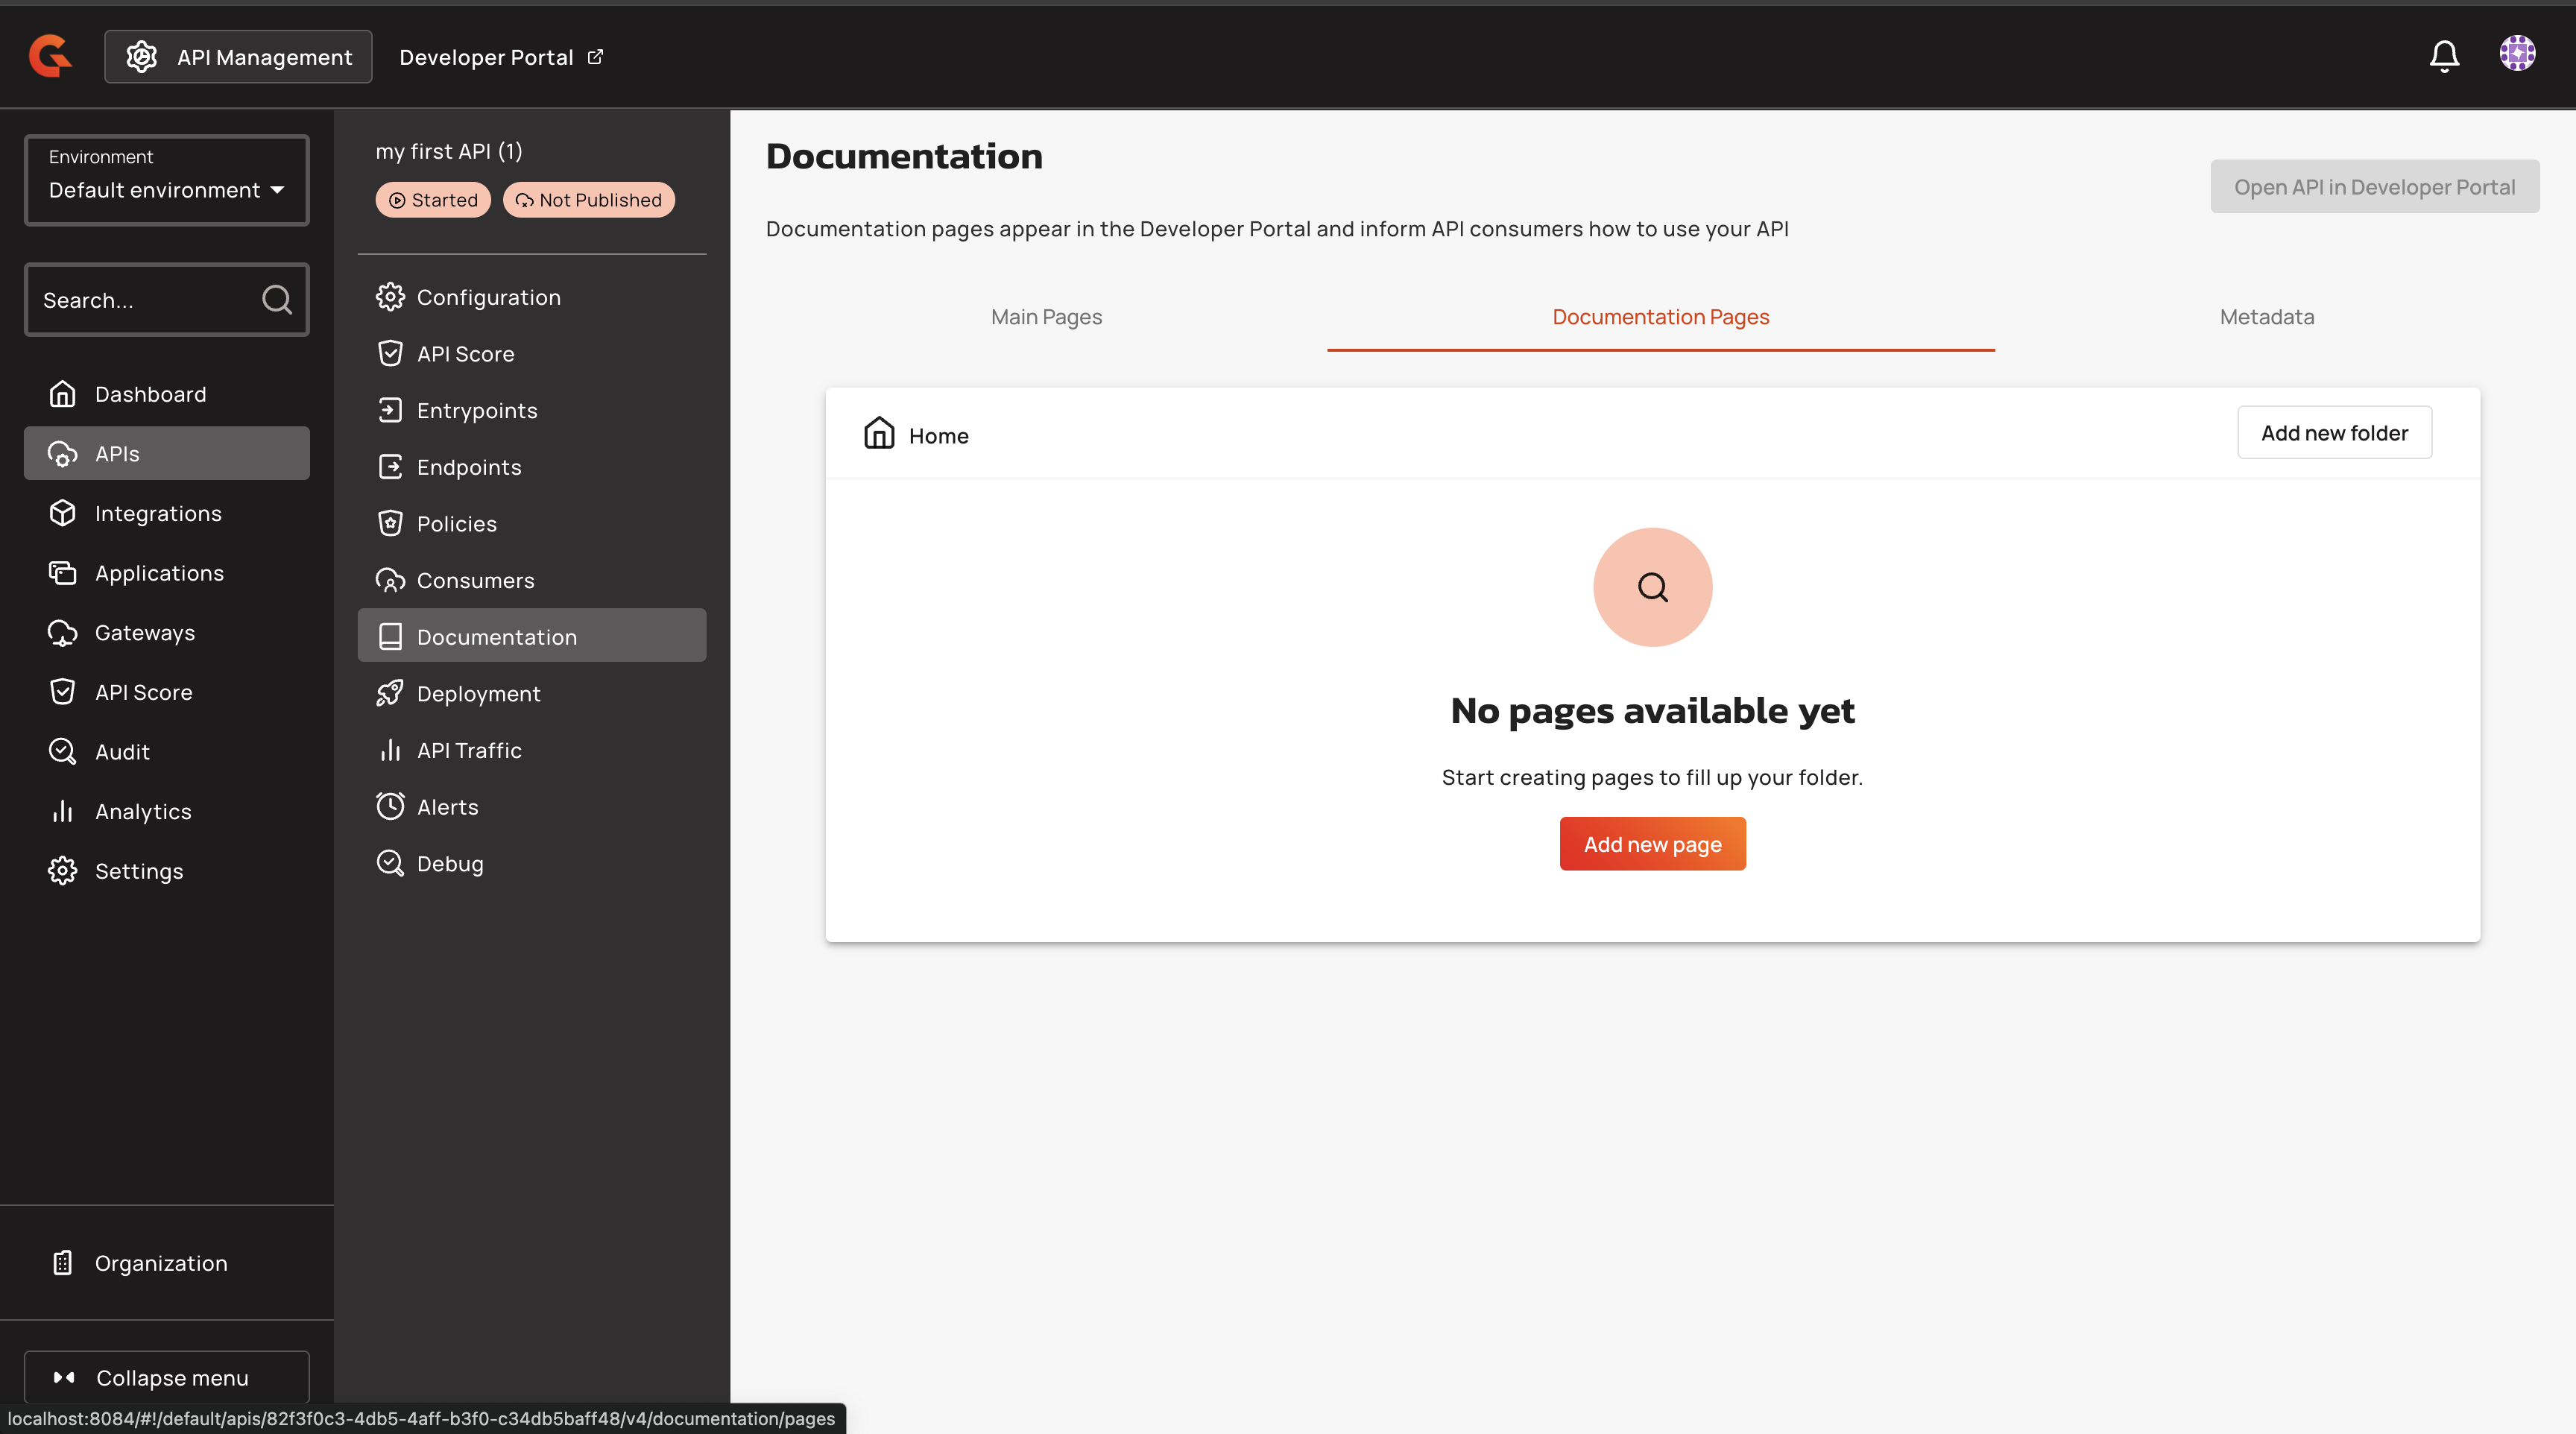 API Management
Developer Portal
Environment
Default environment
Search...
Dashboard
APIs
Integrations
Applications
Gateways
API Score
Audit
Analytics
Settings
Organization
Collapse menu
my first API (1)
Started
Not Published
Configuration
API Score
Entrypoints
Endpoints
Policies
Consumers
Documentation
Deployment
API Traffic
Alerts
Debug
Documentation
Open API in Developer Portal
Documentation pages appear in the Developer Portal and inform API consumers how to use your API
Main Pages
Documentation Pages
Metadata
Home
Add new folder
No pages available yet
Start creating pages to fill up your folder.
Add new page
localhost:8084/#!/default/apis/82f3f0c3-4db5-4aff-b3f0-c34db5baff48/v4/documentation/pages